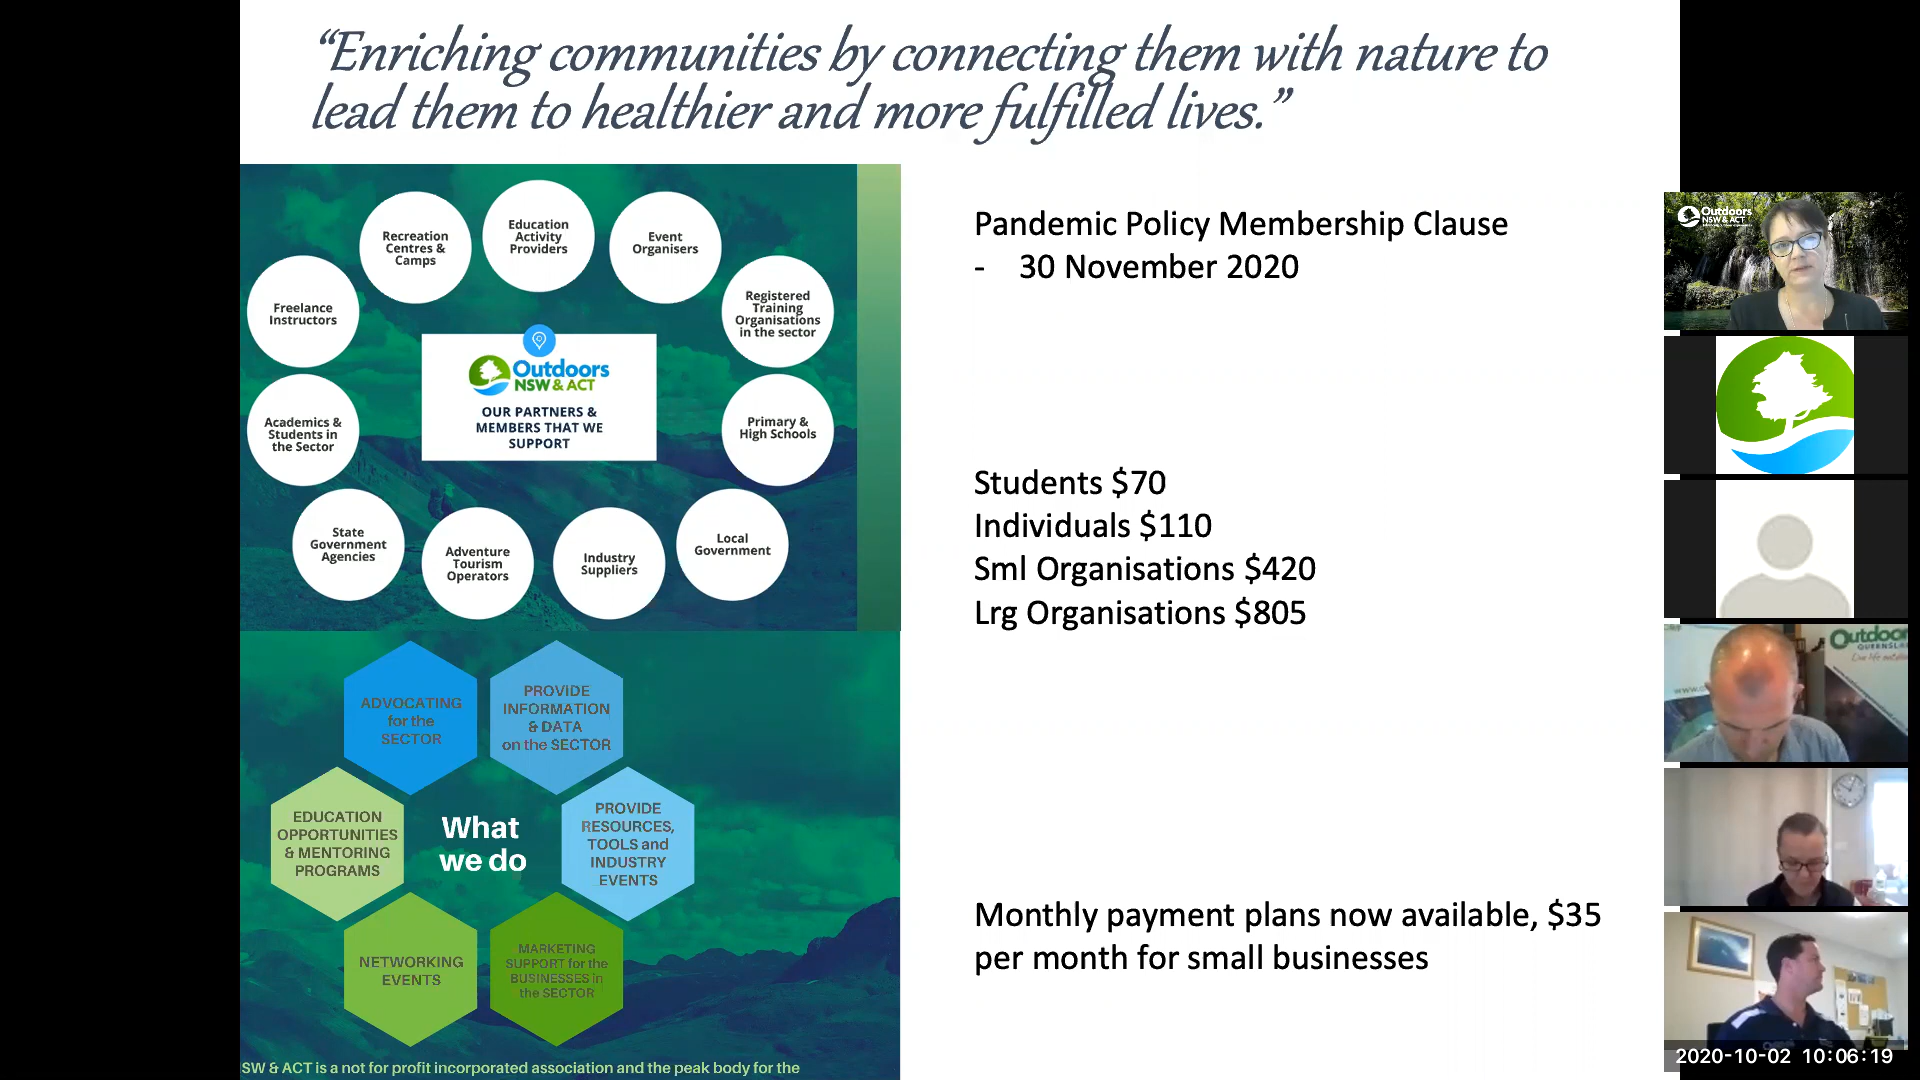 “Enriching communities by connecting them with nature to
lead them to healthier and more fulfilled lives.”
Recreation
Centres &
Camps
Education
Activity
Providers
Event
Organisers
Freelance
Instructors
Registered
Training
Organisations
in the sector
Outdoors
NSW & ACT
OUR PARTNERS &
MEMBERS THAT WE
SUPPORT
Academics &
Students in
the Sector
Primary &
High Schools
State
Government
Agencies
Adventure
Tourism
Operators
Industry
Suppliers
Local
Government
ADVOCATING
for the
SECTOR
PROVIDE
INFORMATION
& DATA
on the SECTOR
EDUCATION
OPPORTUNITIES
& MENTORING
PROGRAMS
What
we do
PROVIDE
RESOURCES,
TOOLS and
INDUSTRY
EVENTS
NETWORKING
EVENTS
MARKETING
SUPPORT for the
BUSINESSES in
the SECTOR
SW & ACT is a not for profit incorporated association and the peak body for the
Pandemic Policy Membership Clause
- 30 November 2020
Students $70
Individuals $110
Sml Organisations $420
Lrg Organisations $805
Monthly payment plans now available, $35
per month for small businesses
Outdoors
NSW & ACT
Outdoor
QUEENSLA
2020-10-02 10:06:19